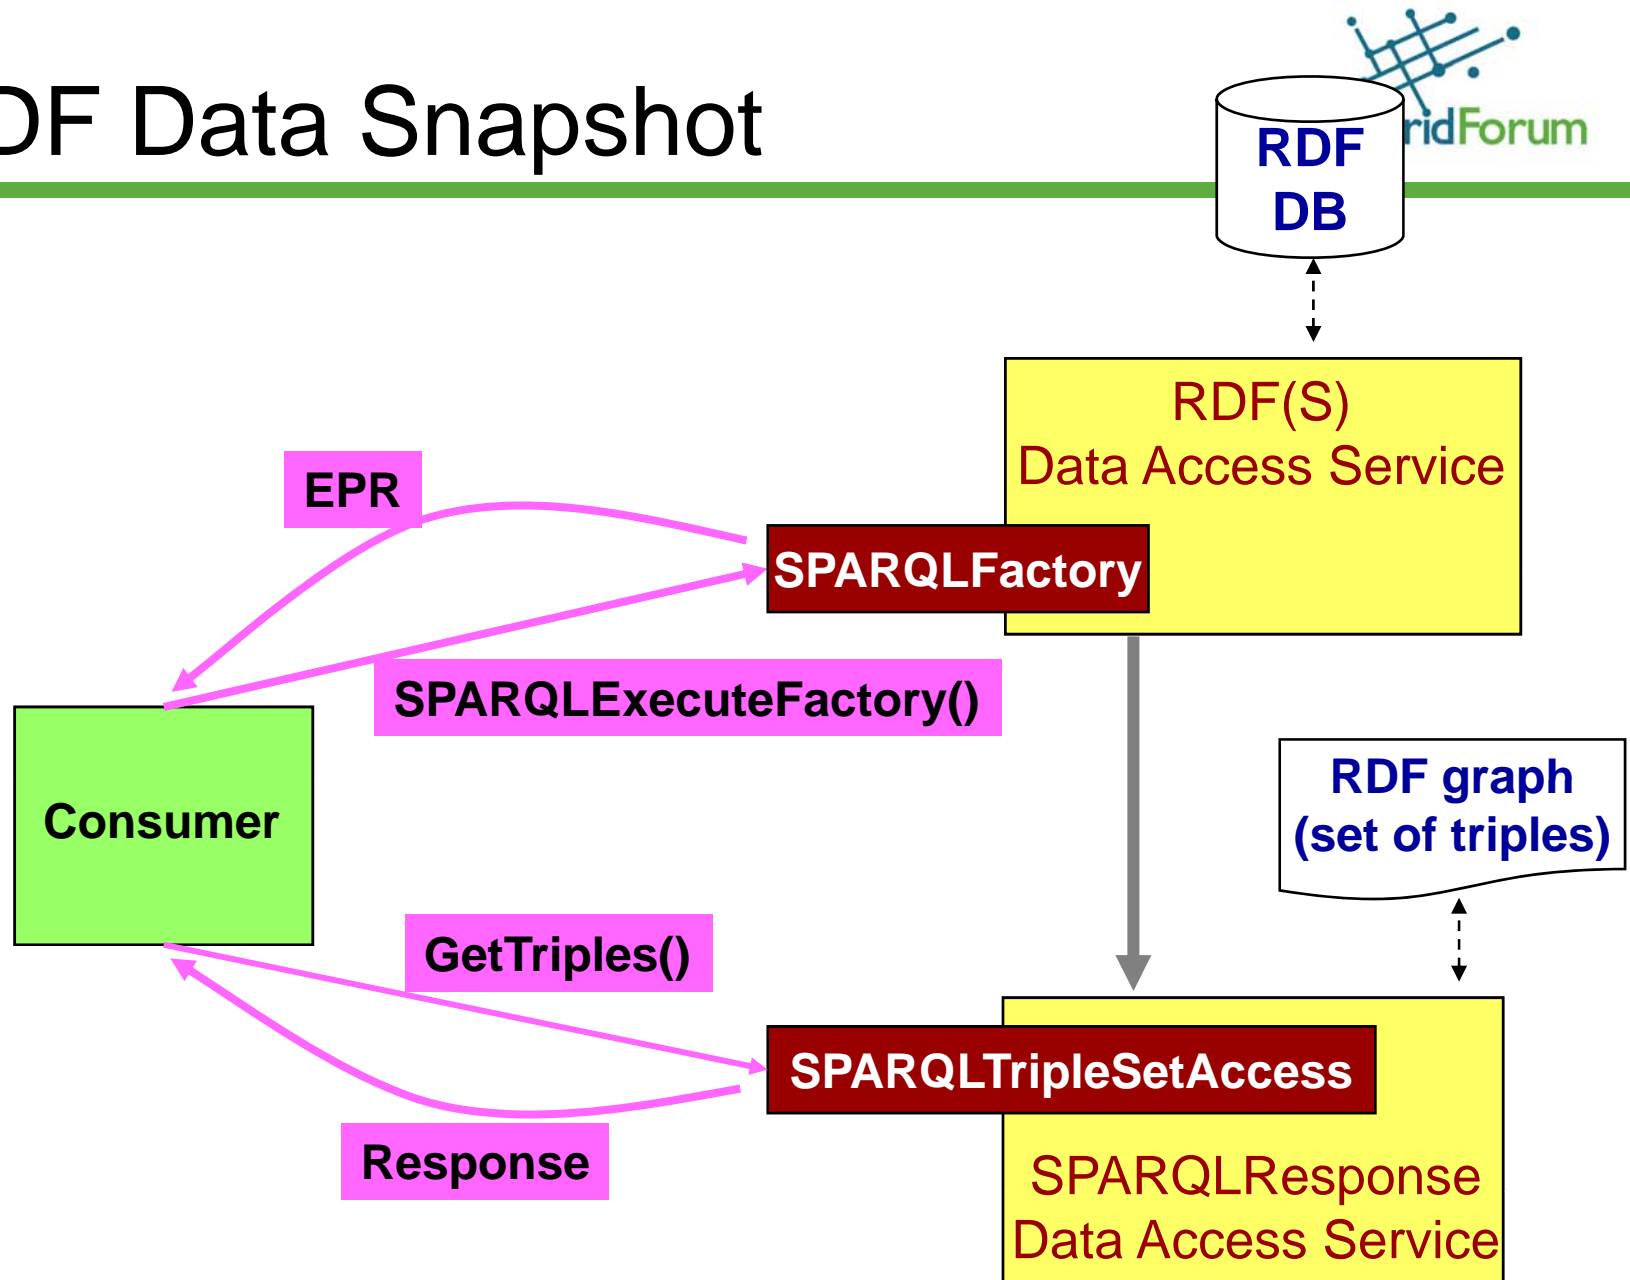 DF Data Snapshot
ridForum
RDF
DB
RDF(S)
Data Access Service
EPR
SPARQLFactory
SPARQLExecuteFactory()
Consumer
RDF graph
(set of triples)
GetTriples()
SPARQLTripleSetAccess
Response
SPARQLResponse
Data Access Service